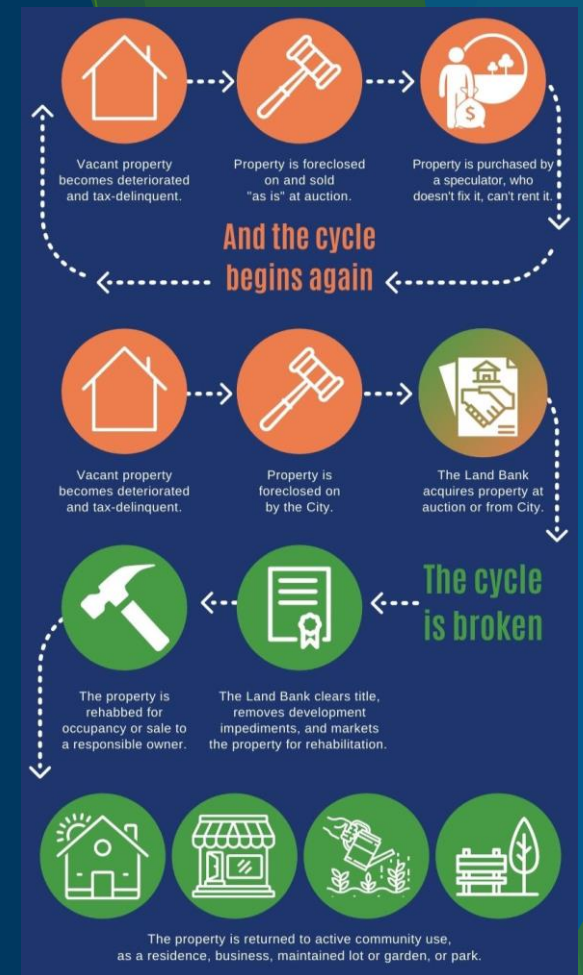 Vacant property
becomes deteriorated
and tax-delinquent.
Property is foreclosed
on and sold
"as is" at auction.
$
Property is purchased by
a speculator, who
doesn't fix it, can't rent it.
And the cycle
begins again
Vacant property
becomes deteriorated
and tax-delinquent.
Property is
foreclosed on
by the City.
The Land Bank
acquires property at
auction or from City.
The cycle
is broken
The property is
rehabbed for
occupancy or sale to
a responsible owner.
The Land Bank clears title,
removes development
impediments, and markets
the property for rehabilitation.
The property is returned to active community use,
as a residence, business, maintained lot or garden, or park.